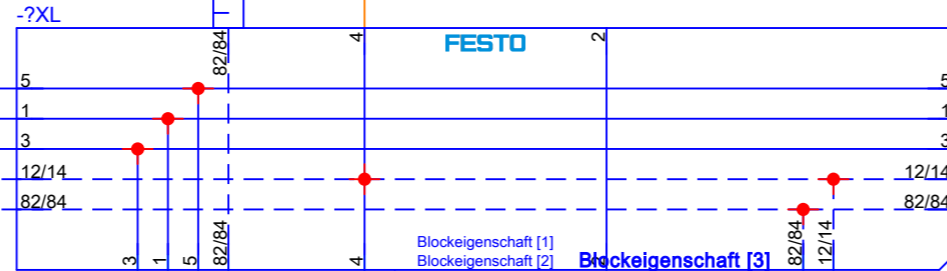 -?XL
82/84 4 FESTO 2
5 5
1 1
3 3
12/14 12/14
82/84 82/84
3 1 5 82/84 4 Blockeigenschaft [1] 82/84 12/14
Blockeigenschaft [2] Blockeigenschaft [3]